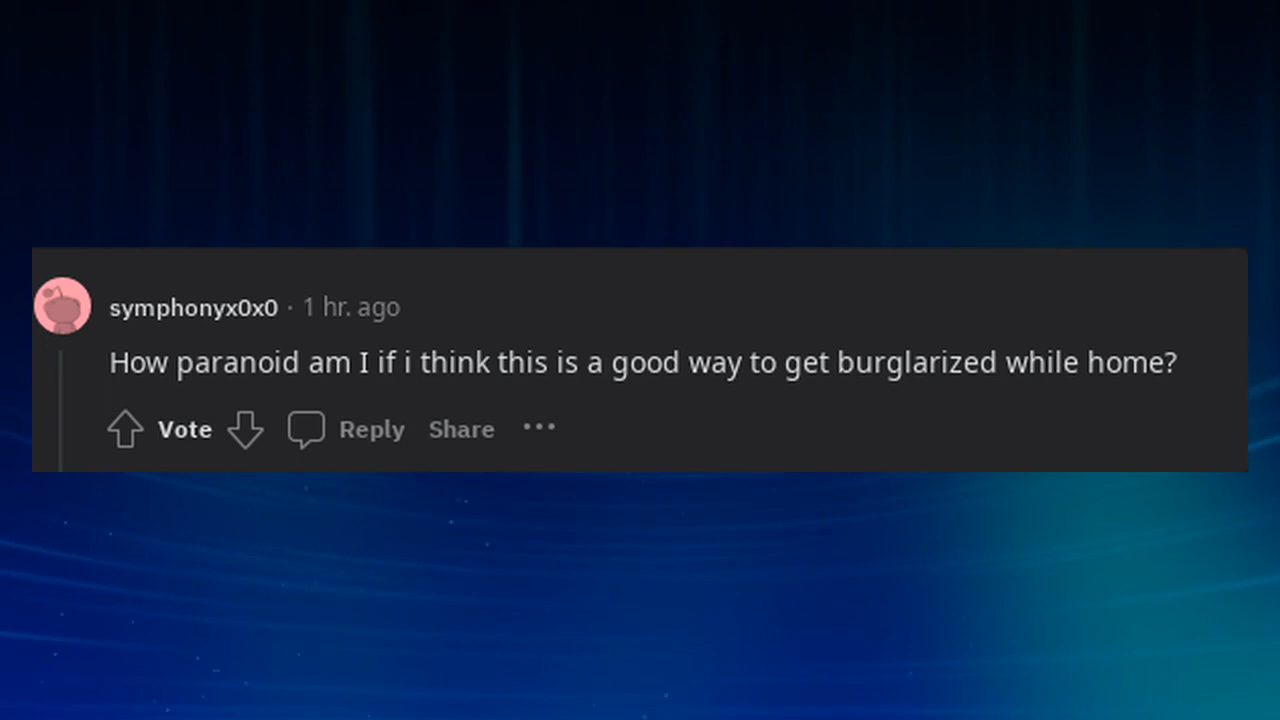 symphonyx0x0 · 1 hr. ago
How paranoid am I if i think this is a good way to get burglarized while home?
Vote Reply Share •••